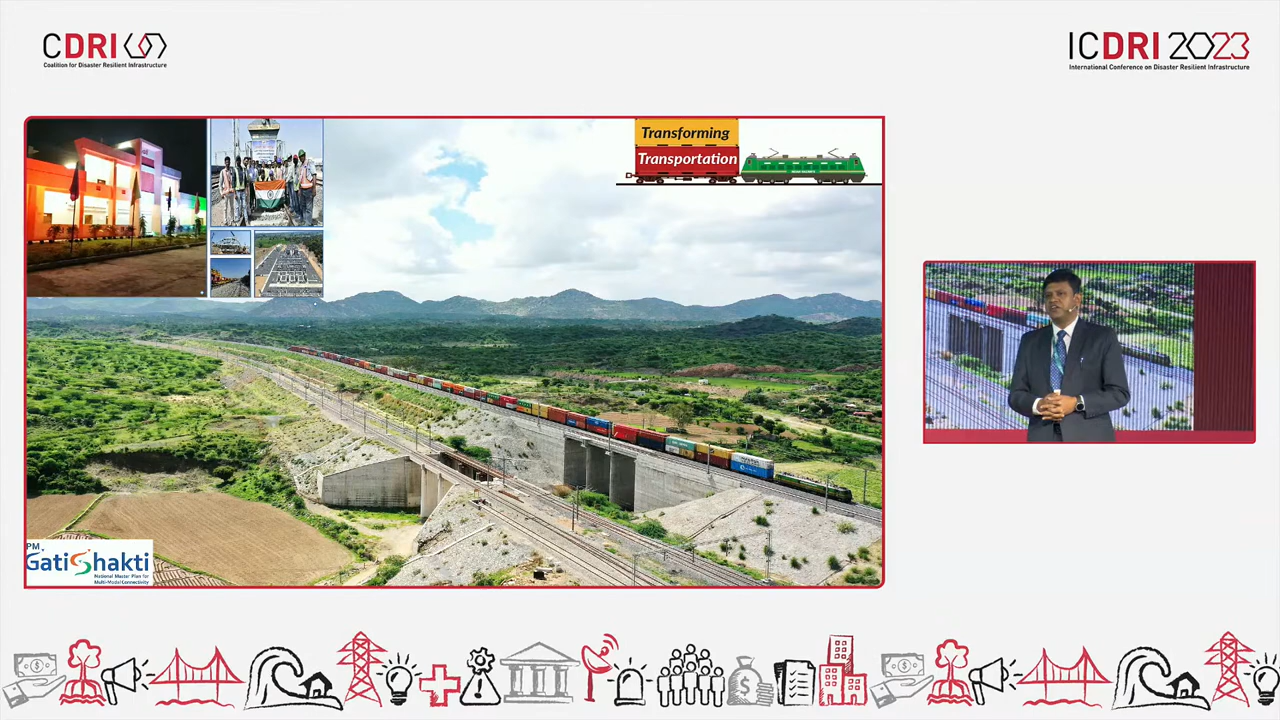 CDRI
Coalition for Disaster Resilient Infrastructure
ICDRI 2023
International Conference on Disaster Resilient Infrastructure
Transforming
Transportation
PM
GatiShakti
National Master Plan for
Multi-Modal Connectivity